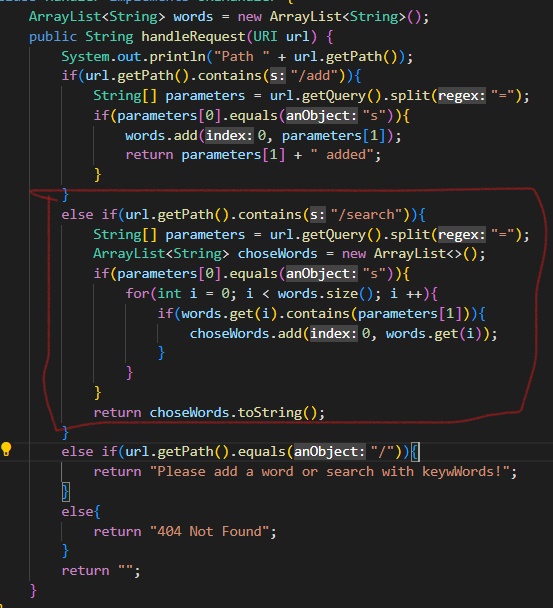 ArrayList<String> words = new ArrayList<String>();
public String handleRequest(URI url) {
System.out.println("Path " + url.getPath());
if(url.getPath().contains(s: "/add")){
String[] parameters = url.getQuery().split(regex: "=");
if(parameters[0].equals(anObject: "s")){
words.add(index: 0, parameters[1]);
return parameters[1] + " added";
}
}
else if(url.getPath().contains(s: "/search")){
String[] parameters = url.getQuery().split(regex: "=");
ArrayList<String> choseWords = new ArrayList<>();
if(parameters[0].equals(anObject: "s")){
for(int i = 0; i < words.size(); i ++){
if(words.get(i).contains(parameters[1])){
choseWords.add(index: 0, words.get(i));
}
}
}
return choseWords.toString();
}
else if(url.getPath().equals(anObject: "/")){
return "Please add a word or search with keywWords!";
}
else{
return "404 Not Found";
}
return "";
}